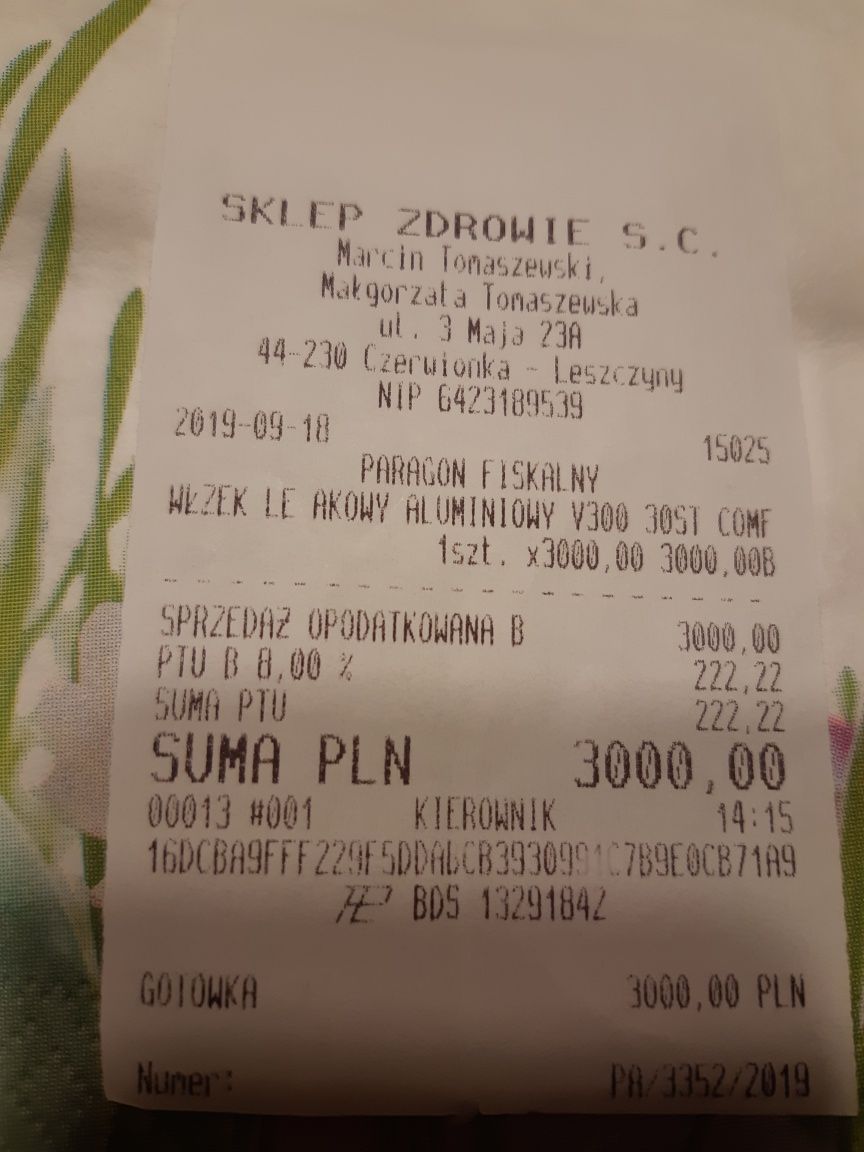 SKLEP ZDROWIE S.C.
Marcin Tomaszewski,
Małgorzata Tomaszewska
ul. 3 Maja 23A
44-230 Czerwionka - Leszczyny
NIP 6423189539
2019-09-18 15025
PARAGON FISKALNY
WŁZEK LE AKOWY ALUMINIOWY V300 30ST COMF
1szt. x3000,00 3000,00B
SPRZEDAŻ OPODATKOWANA B 3000,00
PTU B 8,00 % 222,22
SUMA PTU 222,22
SUMA PLN 3000,00
00013 #001 KIEROWNIK 14:15
BDS 13291842
GOTÓWKA 3000,00 PLN
Numer: PA/3352/2019